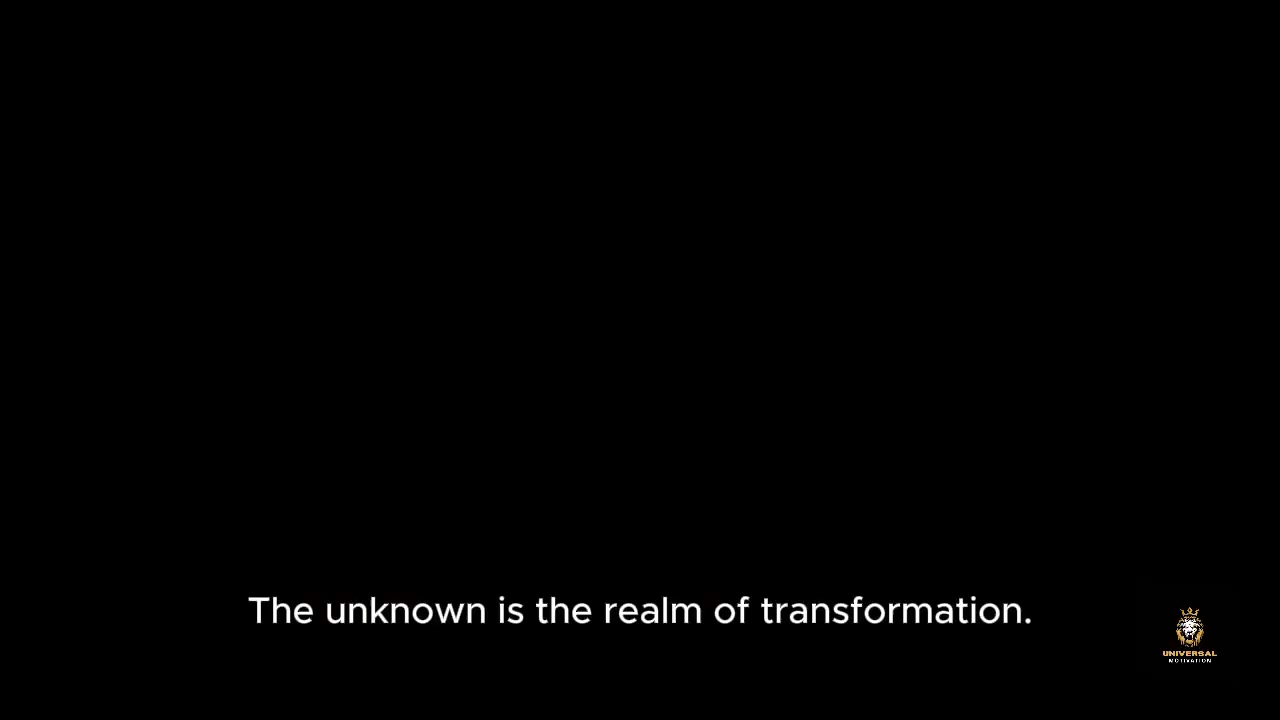 The unknown is the realm of transformation.
UNIVERSAL
MOTIVATION